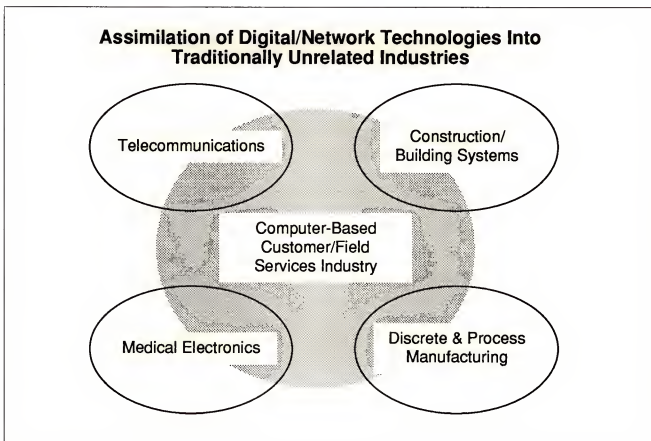 Assimilation of Digital/Network Technologies Into
Traditionally Unrelated Industries
Telecommunications
Construction/
Building Systems
Computer-Based
Customer/Field
Services Industry
Medical Electronics
Discrete & Process
Manufacturing